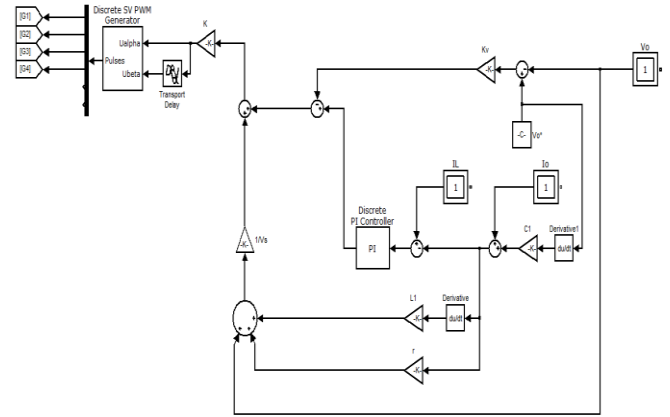 Discrete SV PWM
Generator
[G1]
[G2]
[G3]
[G4]
Ualpha
Pulses
Ubeta
Transport
Delay
K
-K-
Kv
-K-
Vo
1
-C-
Vo*
IL
1
Io
1
Discrete
PI Controller
PI
C1
-K-
Derivative1
du/dt
-K-
1/Vs
L1
-K-
Derivative
du/dt
r
-K-